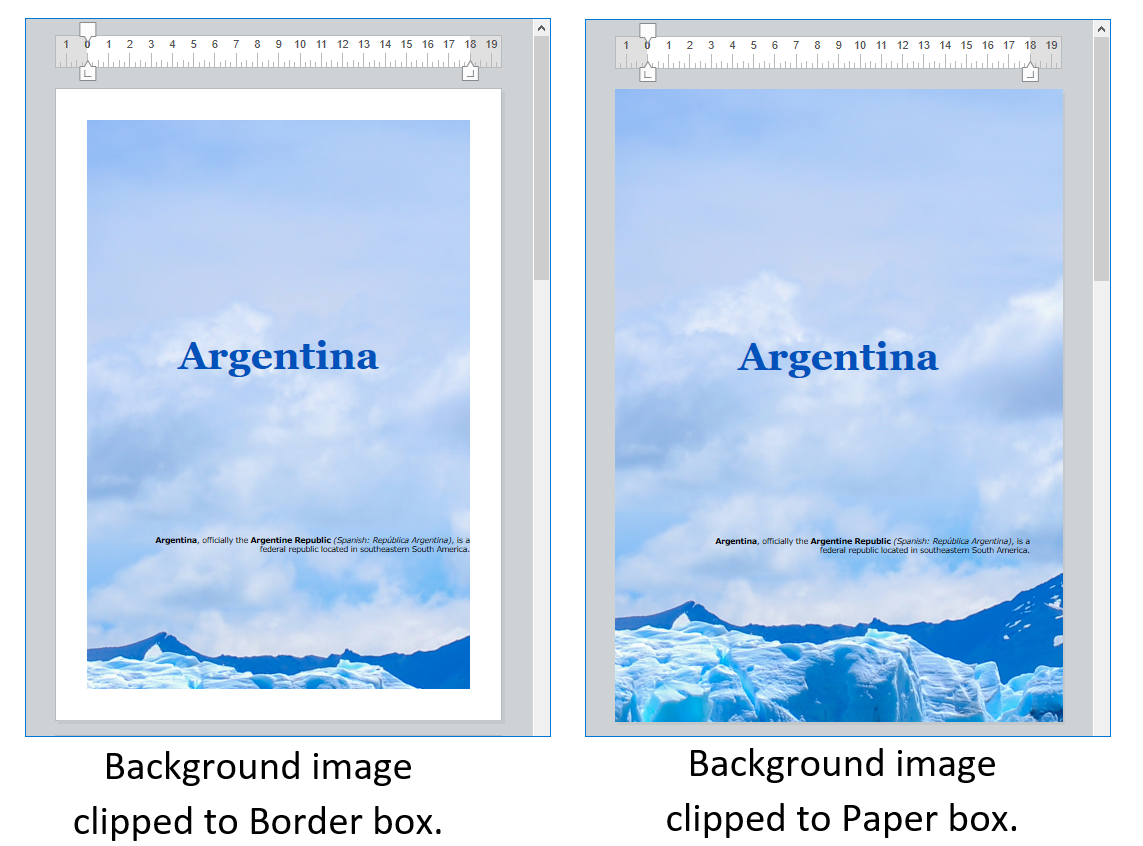 1 0 1 2 3 4 5 6 7 8 9 10 11 12 13 14 15 16 17 18 19
Argentina
Argentina, officially the Argentine Republic (Spanish: República Argentina), is a
federal republic located in southeastern South America.
Background image
clipped to Border box.
1 0 1 2 3 4 5 6 7 8 9 10 11 12 13 14 15 16 17 18 19
Argentina
Argentina, officially the Argentine Republic (Spanish: República Argentina), is a
federal republic located in southeastern South America.
Background image
clipped to Paper box.